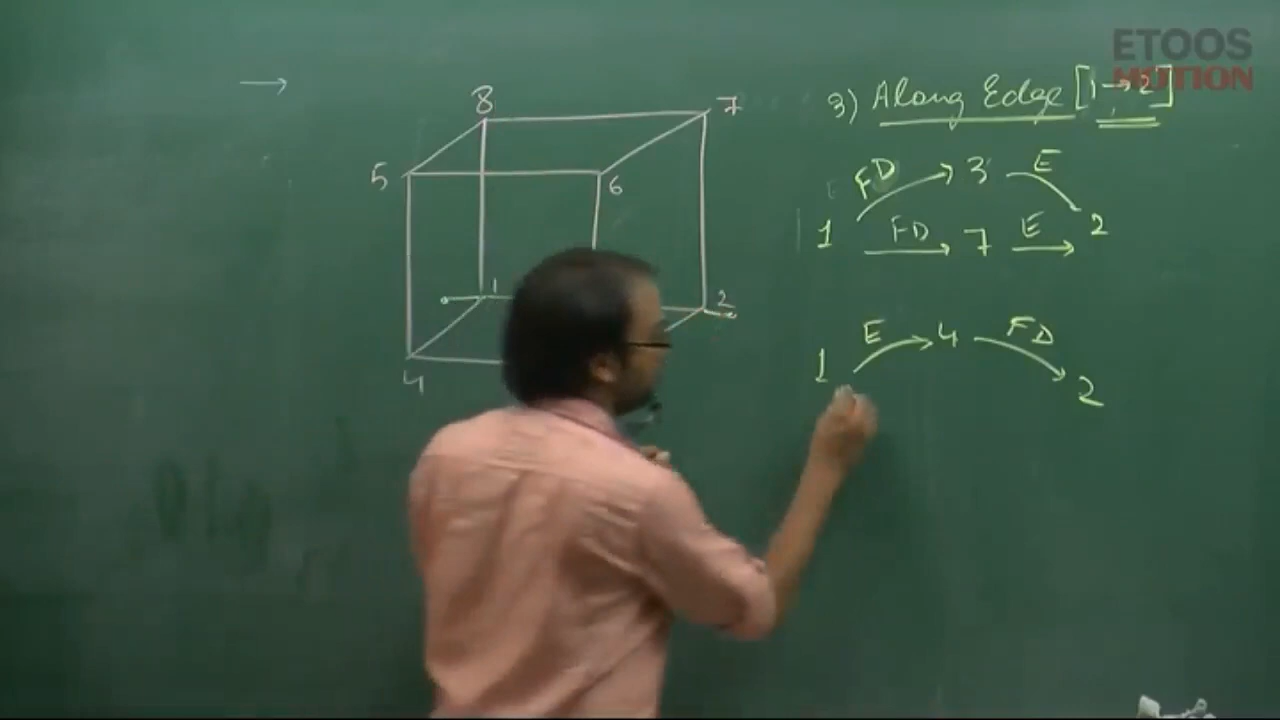 ETOOS
MOTION
→
8
7
5
6
1
2
4
3) Along Edge [1→2]
FD → 3 E
1 FD → 7 E → 2
E → 4 FD
1 2